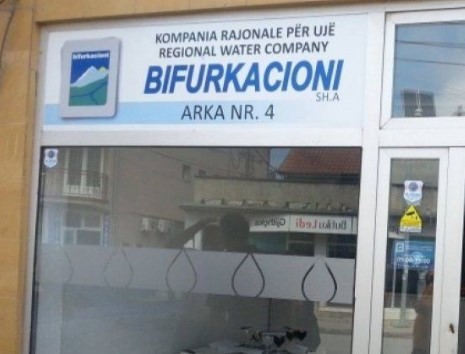 bifurkacioni
KOMPANIA RAJONALE PËR UJË
REGIONAL WATER COMPANY
BIFURKACIONI
SH.A
ARKA NR. 4